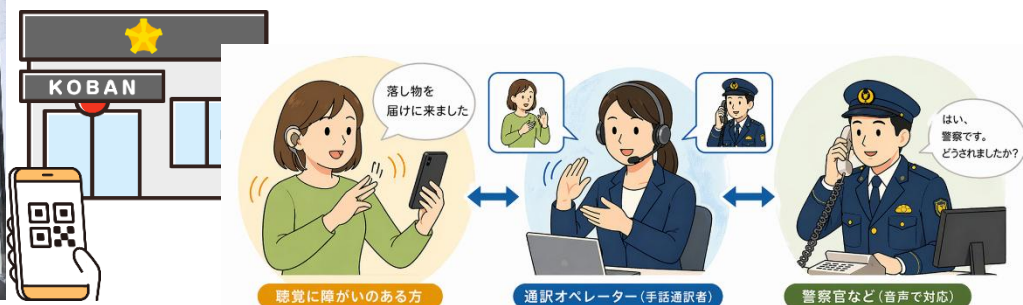 KOBAN
落し物を
届けに来ました
はい、
警察です。
どうされましたか?
聴覚に障がいのある方
通訳オペレーター(手話通訳者)
警察官など(音声で対応)